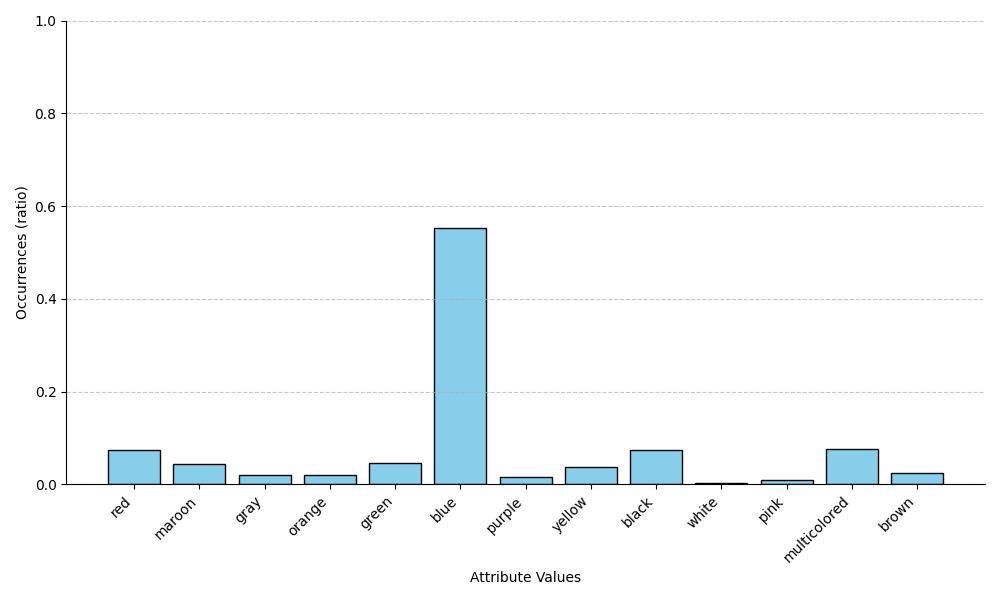 1.0
0.8
0.6
0.4
0.2
0.0
Occurrences (ratio)
red
maroon
gray
orange
green
blue
purple
yellow
black
white
pink
multicolored
brown
Attribute Values